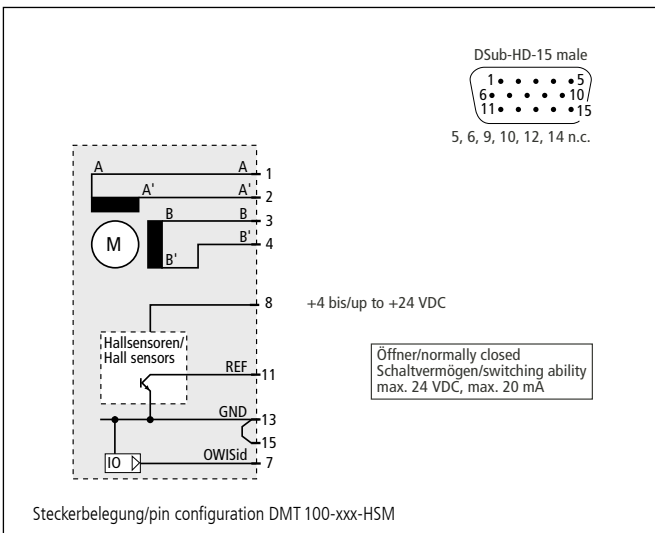 DSub-HD-15 male
1 5
6 10
11 15
5, 6, 9, 10, 12, 14 n.c.
A A 1
A' A' 2
B B 3
M B' 4
B'
8 +4 bis/up to +24 VDC
Hallsensoren/
Hall sensors
REF 11
Öffner/normally closed
Schaltvermögen/switching ability
max. 24 VDC, max. 20 mA
GND 13
15
IO OWISid 7
Steckerbelegung/pin configuration DMT 100-xxx-HSM